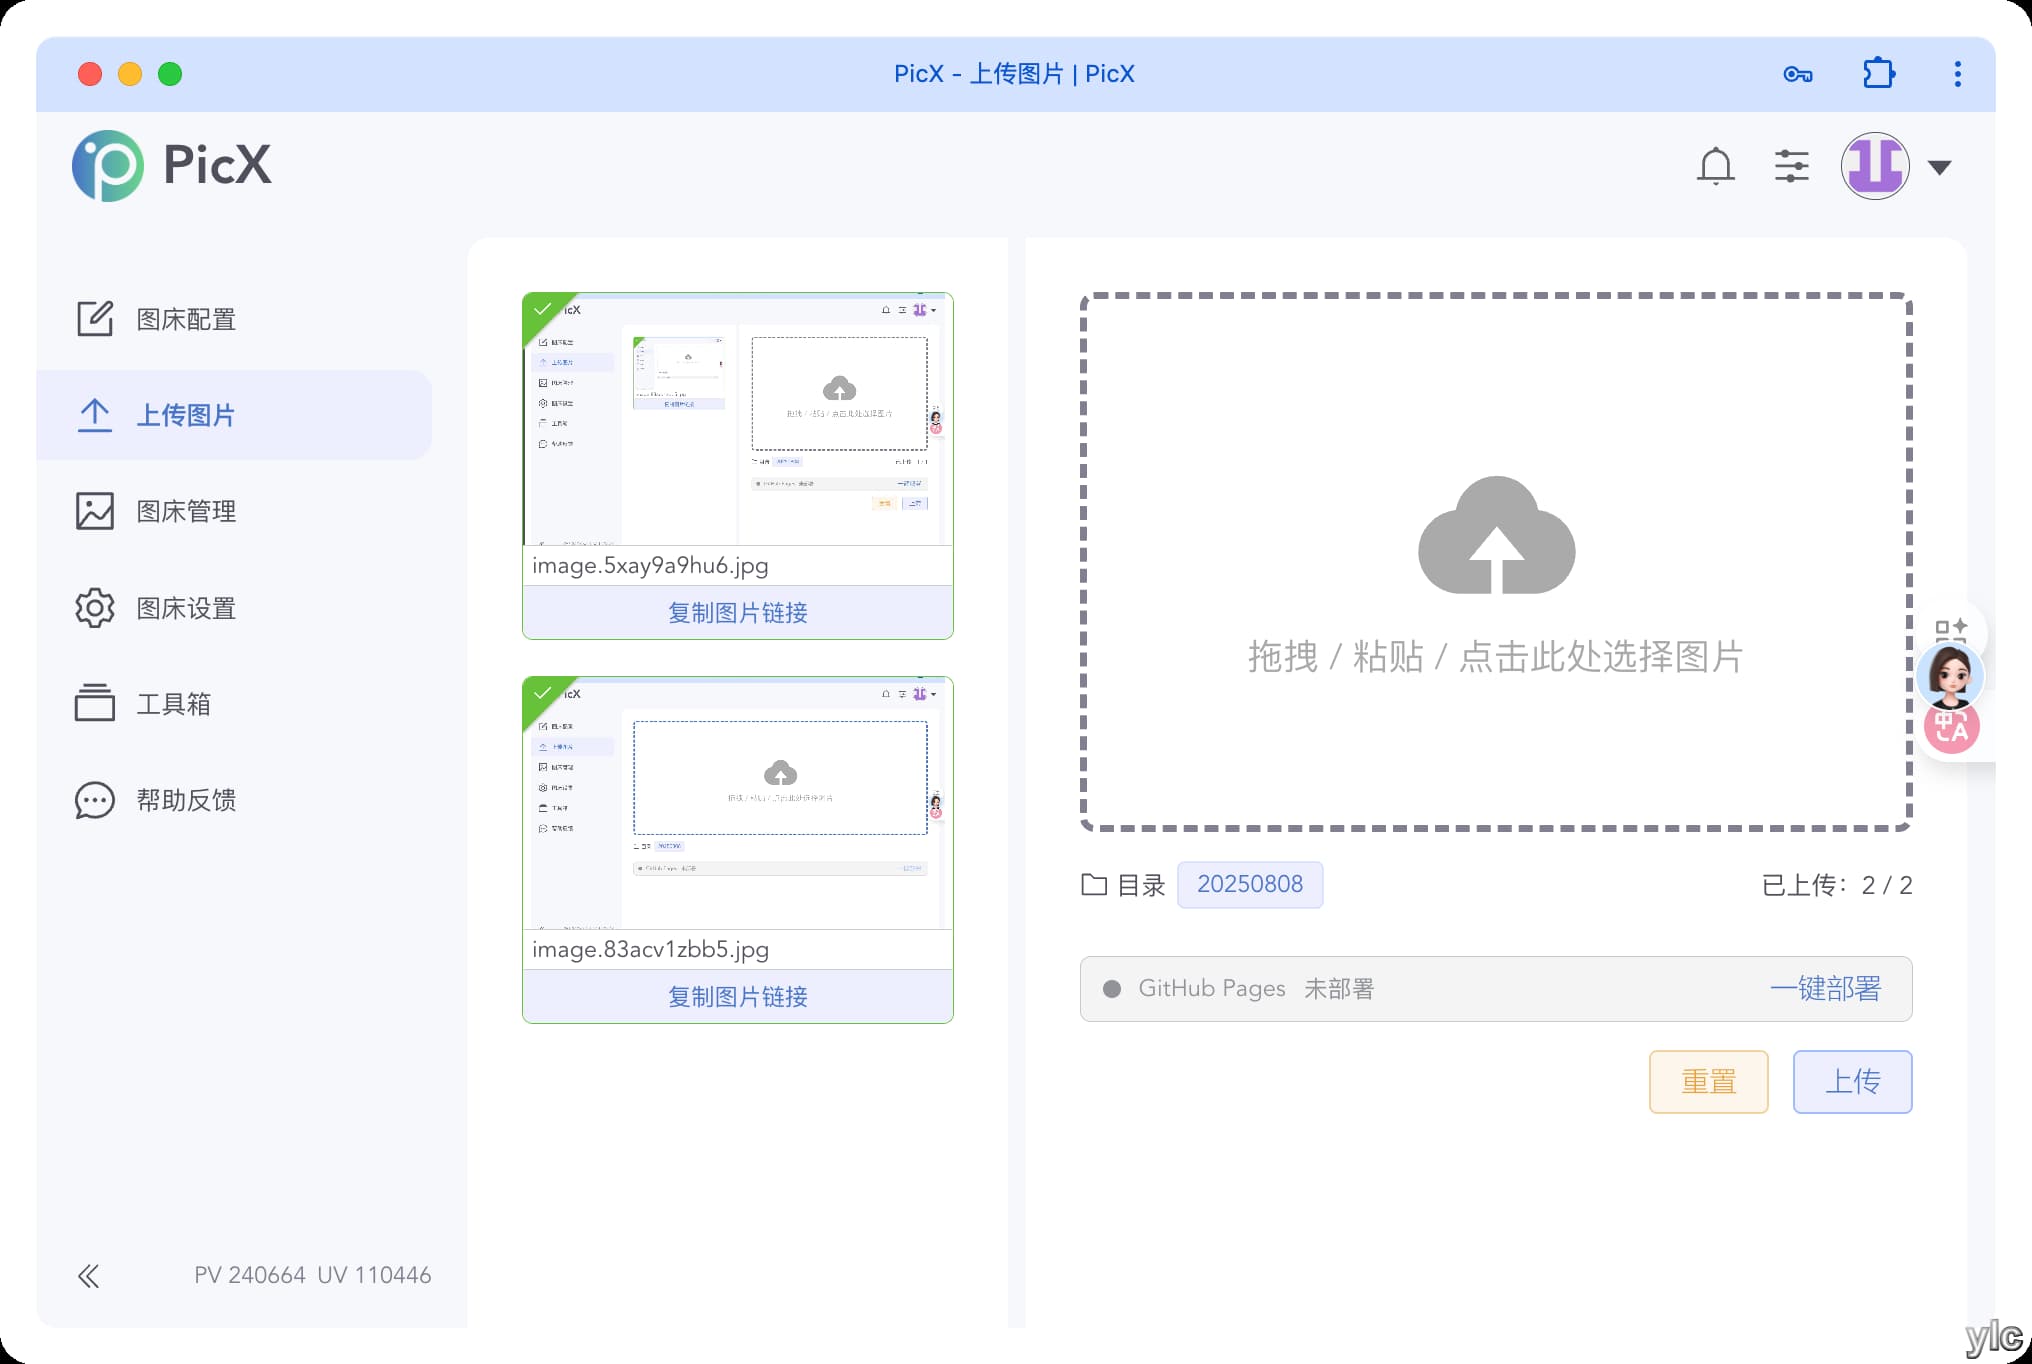 PicX - 上传图片 | PicX
PicX
图床配置
上传图片
图床管理
图床设置
工具箱
帮助反馈
PV 240664 UV 110446
image.5xay9a9hu6.jpg
复制图片链接
image.83acv1zbb5.jpg
复制图片链接
拖拽 / 粘贴 / 点击此处选择图片
目录 20250808
已上传：2 / 2
GitHub Pages 未部署
一键部署
重置
上传
ylc